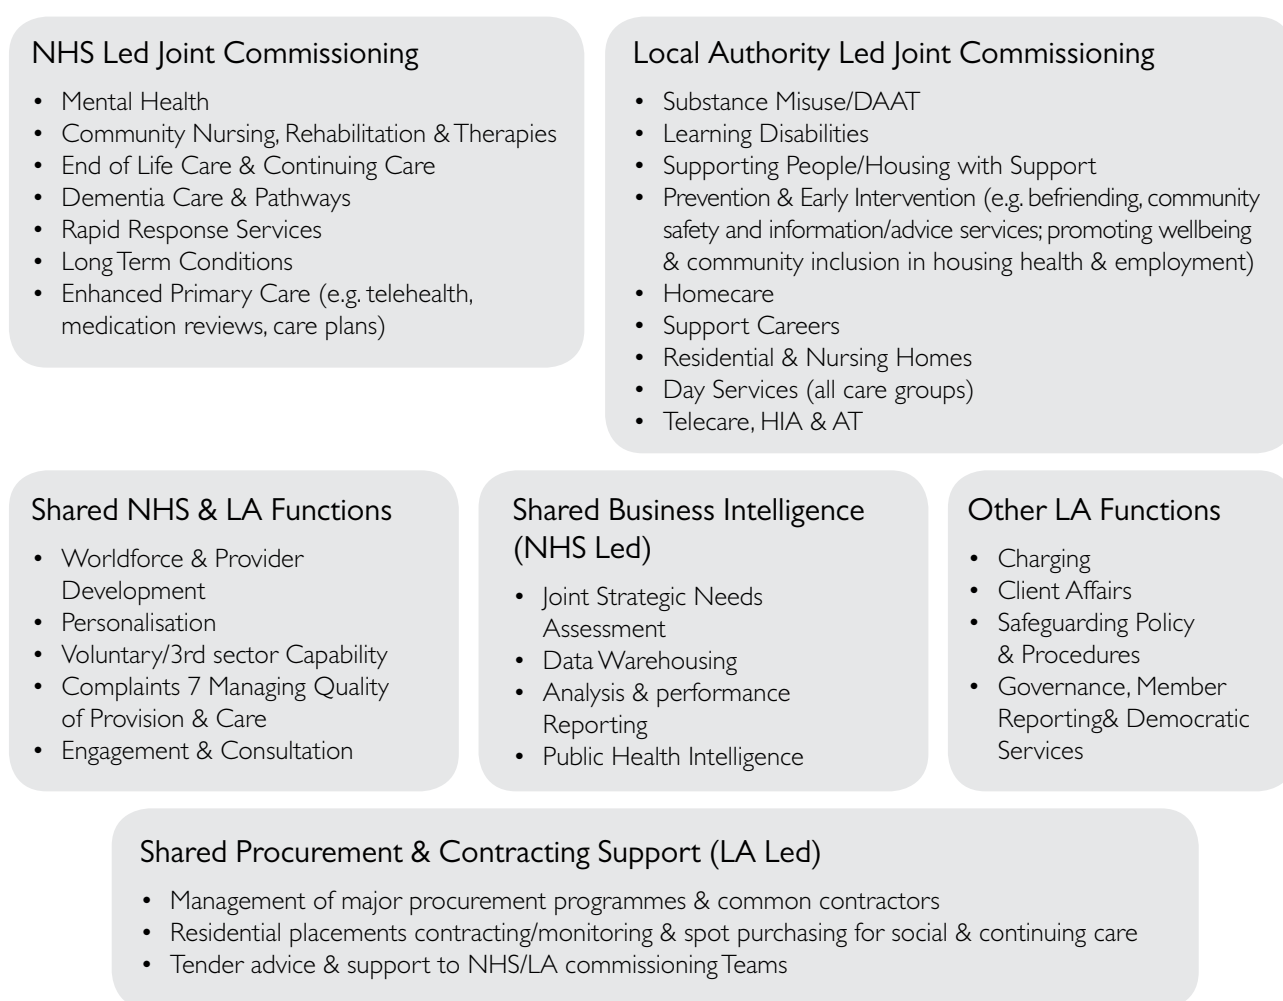 NHS Led Joint Commissioning
• Mental Health
• Community Nursing, Rehabilitation & Therapies
• End of Life Care & Continuing Care
• Dementia Care & Pathways
• Rapid Response Services
• Long Term Conditions
• Enhanced Primary Care (e.g. telehealth,
medication reviews, care plans)
Local Authority Led Joint Commissioning
• Substance Misuse/DAAT
• Learning Disabilities
• Supporting People/Housing with Support
• Prevention & Early Intervention (e.g. befriending, community
safety and information/advice services; promoting wellbeing
& community inclusion in housing health & employment)
• Homecare
• Support Careers
• Residential & Nursing Homes
• Day Services (all care groups)
• Telecare, HIA & AT
Shared NHS & LA Functions
• Worldforce & Provider
Development
• Personalisation
• Voluntary/3rd sector Capability
• Complaints 7 Managing Quality
of Provision & Care
• Engagement & Consultation
Shared Business Intelligence
(NHS Led)
• Joint Strategic Needs
Assessment
• Data Warehousing
• Analysis & performance
Reporting
• Public Health Intelligence
Other LA Functions
• Charging
• Client Affairs
• Safeguarding Policy
& Procedures
• Governance, Member
Reporting& Democratic
Services
Shared Procurement & Contracting Support (LA Led)
• Management of major procurement programmes & common contractors
• Residential placements contracting/monitoring & spot purchasing for social & continuing care
• Tender advice & support to NHS/LA commissioning Teams